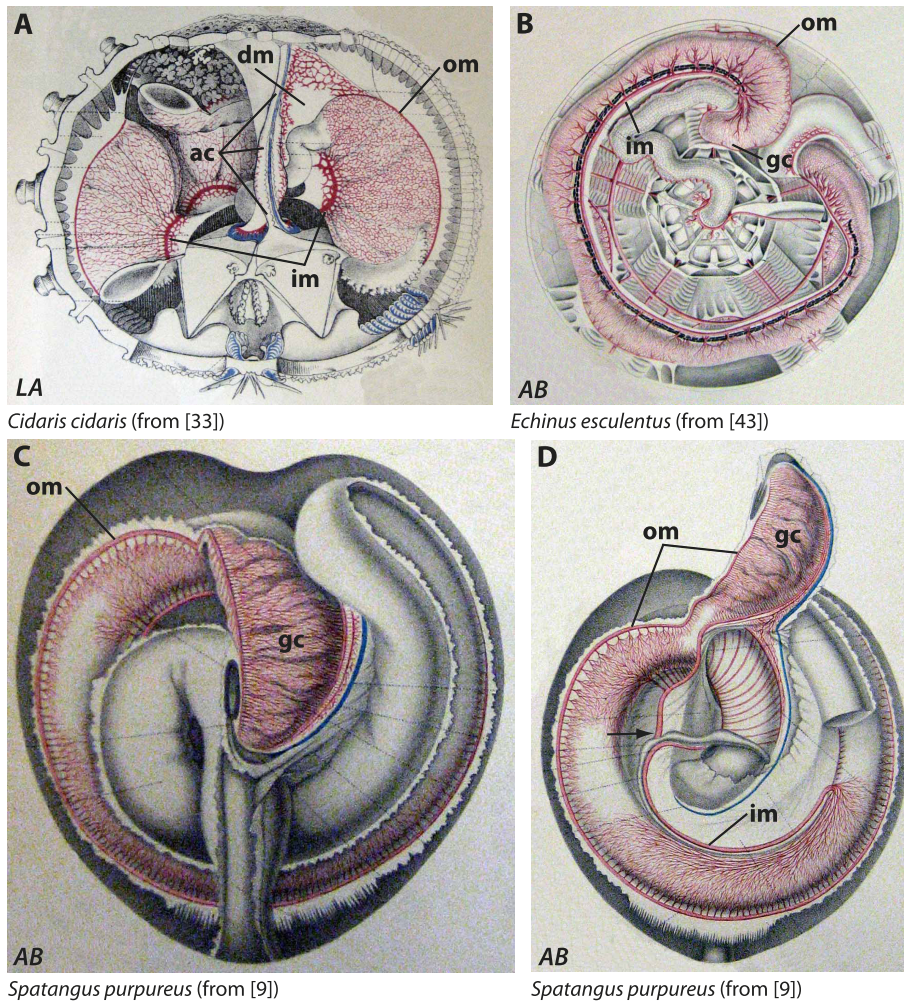 A
dm
om
ac
im
LA
Cidaris cidaris (from [33])
B
om
im
gc
AB
Echinus esculentus (from [43])
C
om
gc
AB
Spatangus purpureus (from [9])
D
om
gc
im
AB
Spatangus purpureus (from [9])